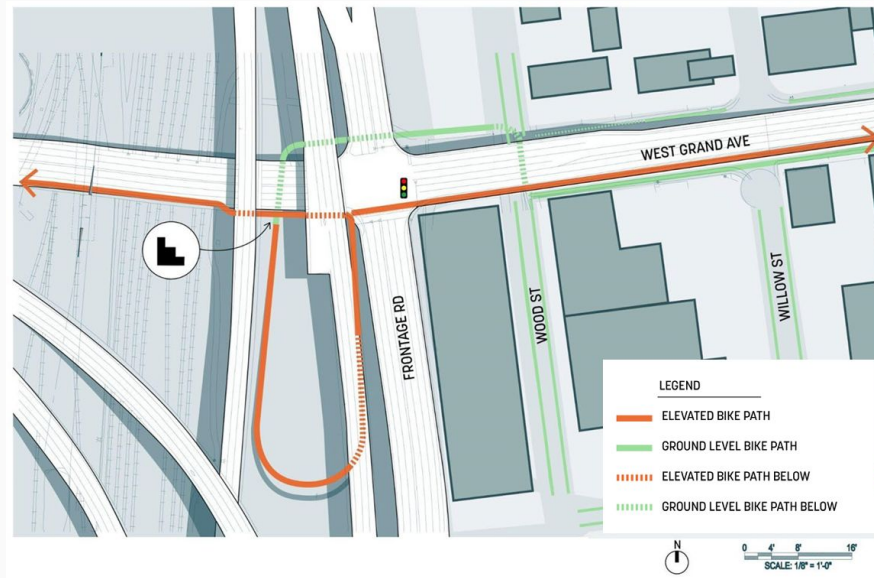 WEST GRAND AVE
FRONTAGE RD
WOOD ST
WILLOW ST
LEGEND
ELEVATED BIKE PATH
GROUND LEVEL BIKE PATH
ELEVATED BIKE PATH BELOW
GROUND LEVEL BIKE PATH BELOW
N
0 4' 8' 16'
SCALE: 1/8" = 1'-0"